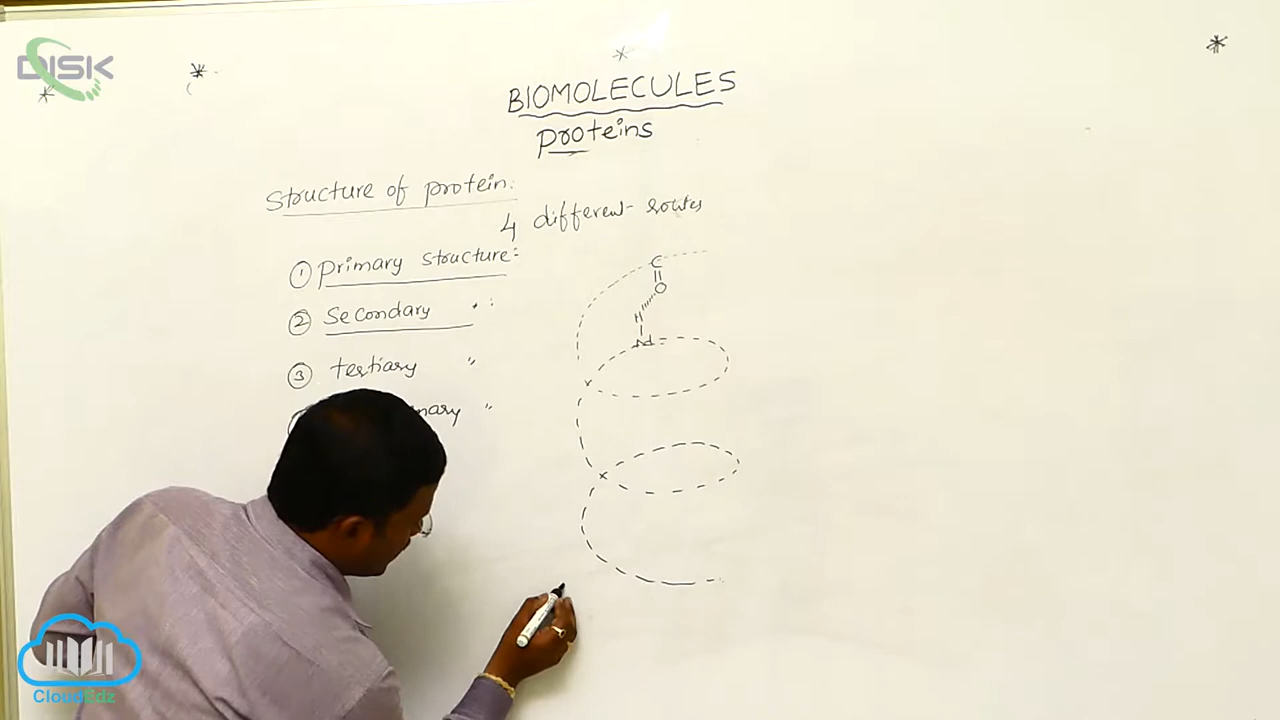 DISK
BIOMOLECULES
proteins
Structure of protein:
4 different routes
① primary structure:-
② Secondary " :
③ tertiary "
nary "
C
O
H
N
CloudEdz